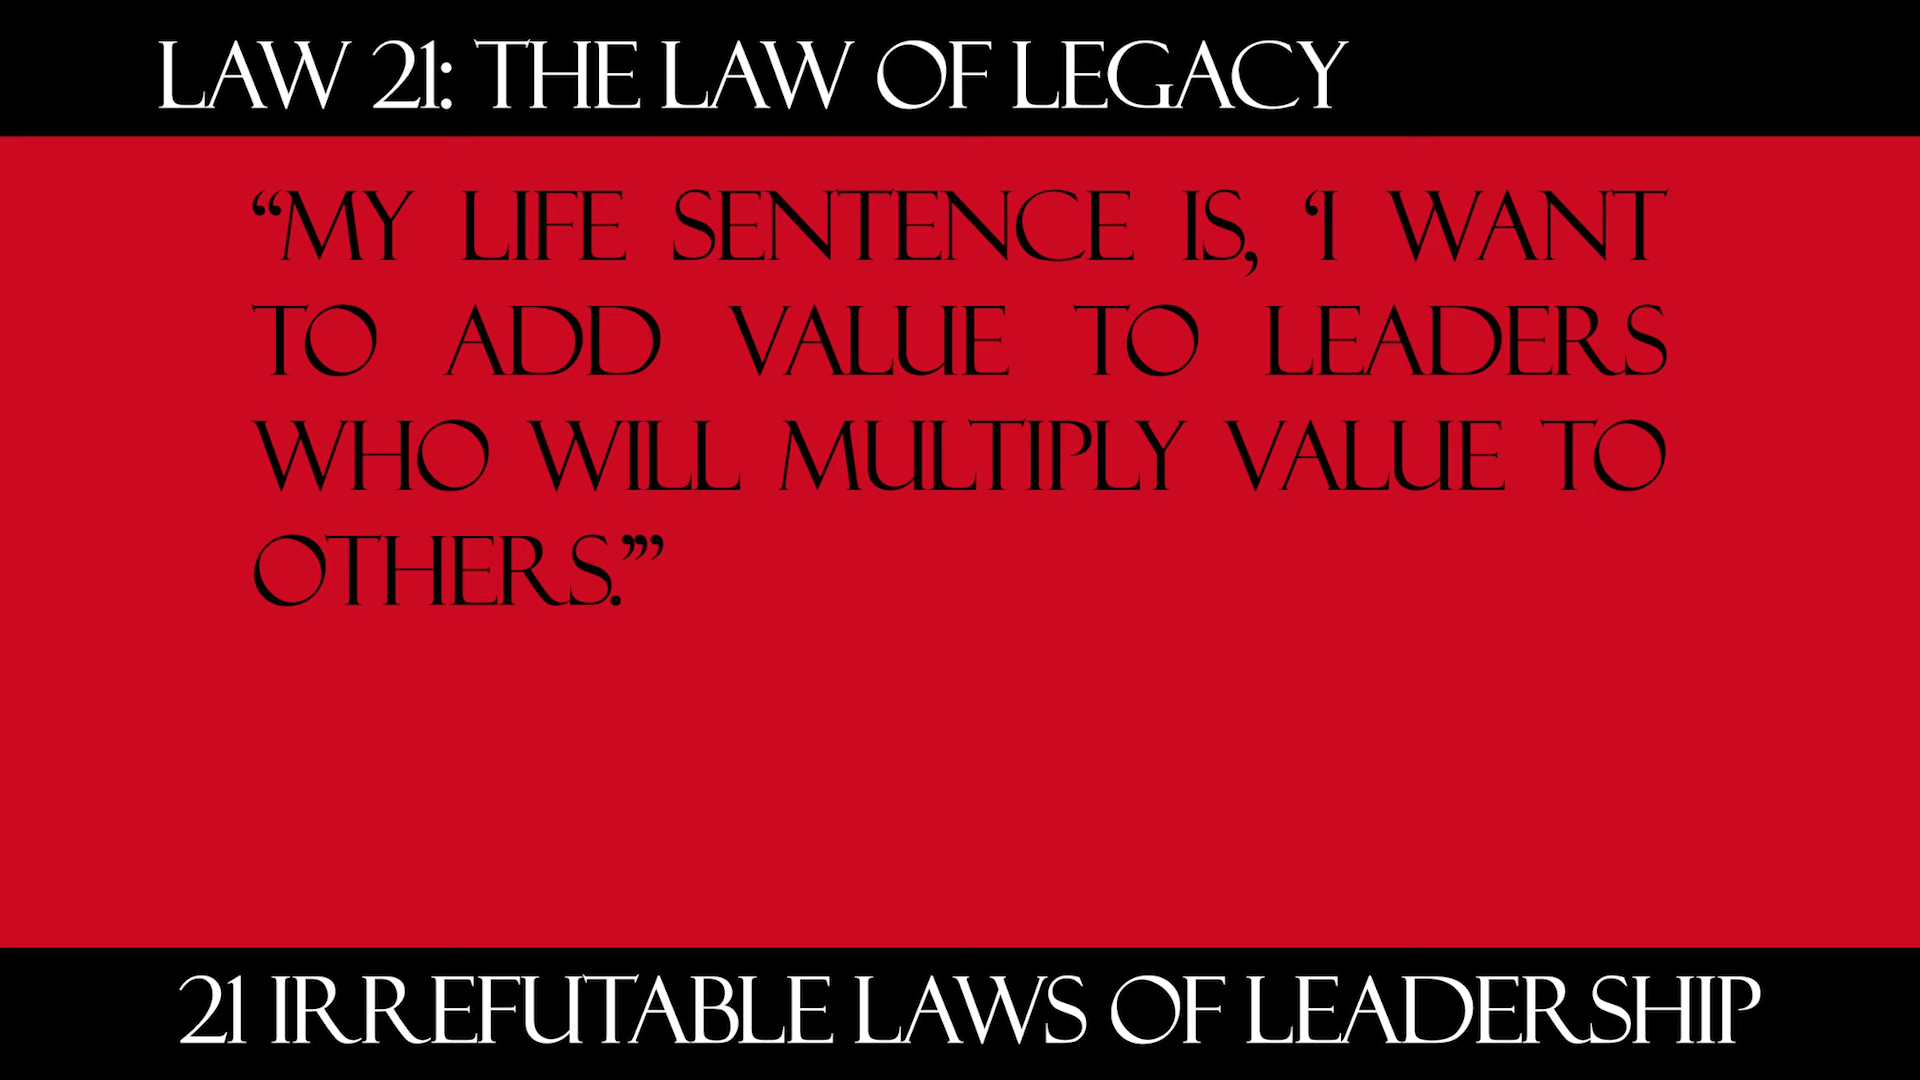 LAW 21: THE LAW OF LEGACY
“MY LIFE SENTENCE IS, ‘I WANT
TO ADD VALUE TO LEADERS
WHO WILL MULTIPLY VALUE TO
OTHERS.’”
21 IRREFUTABLE LAWS OF LEADERSHIP